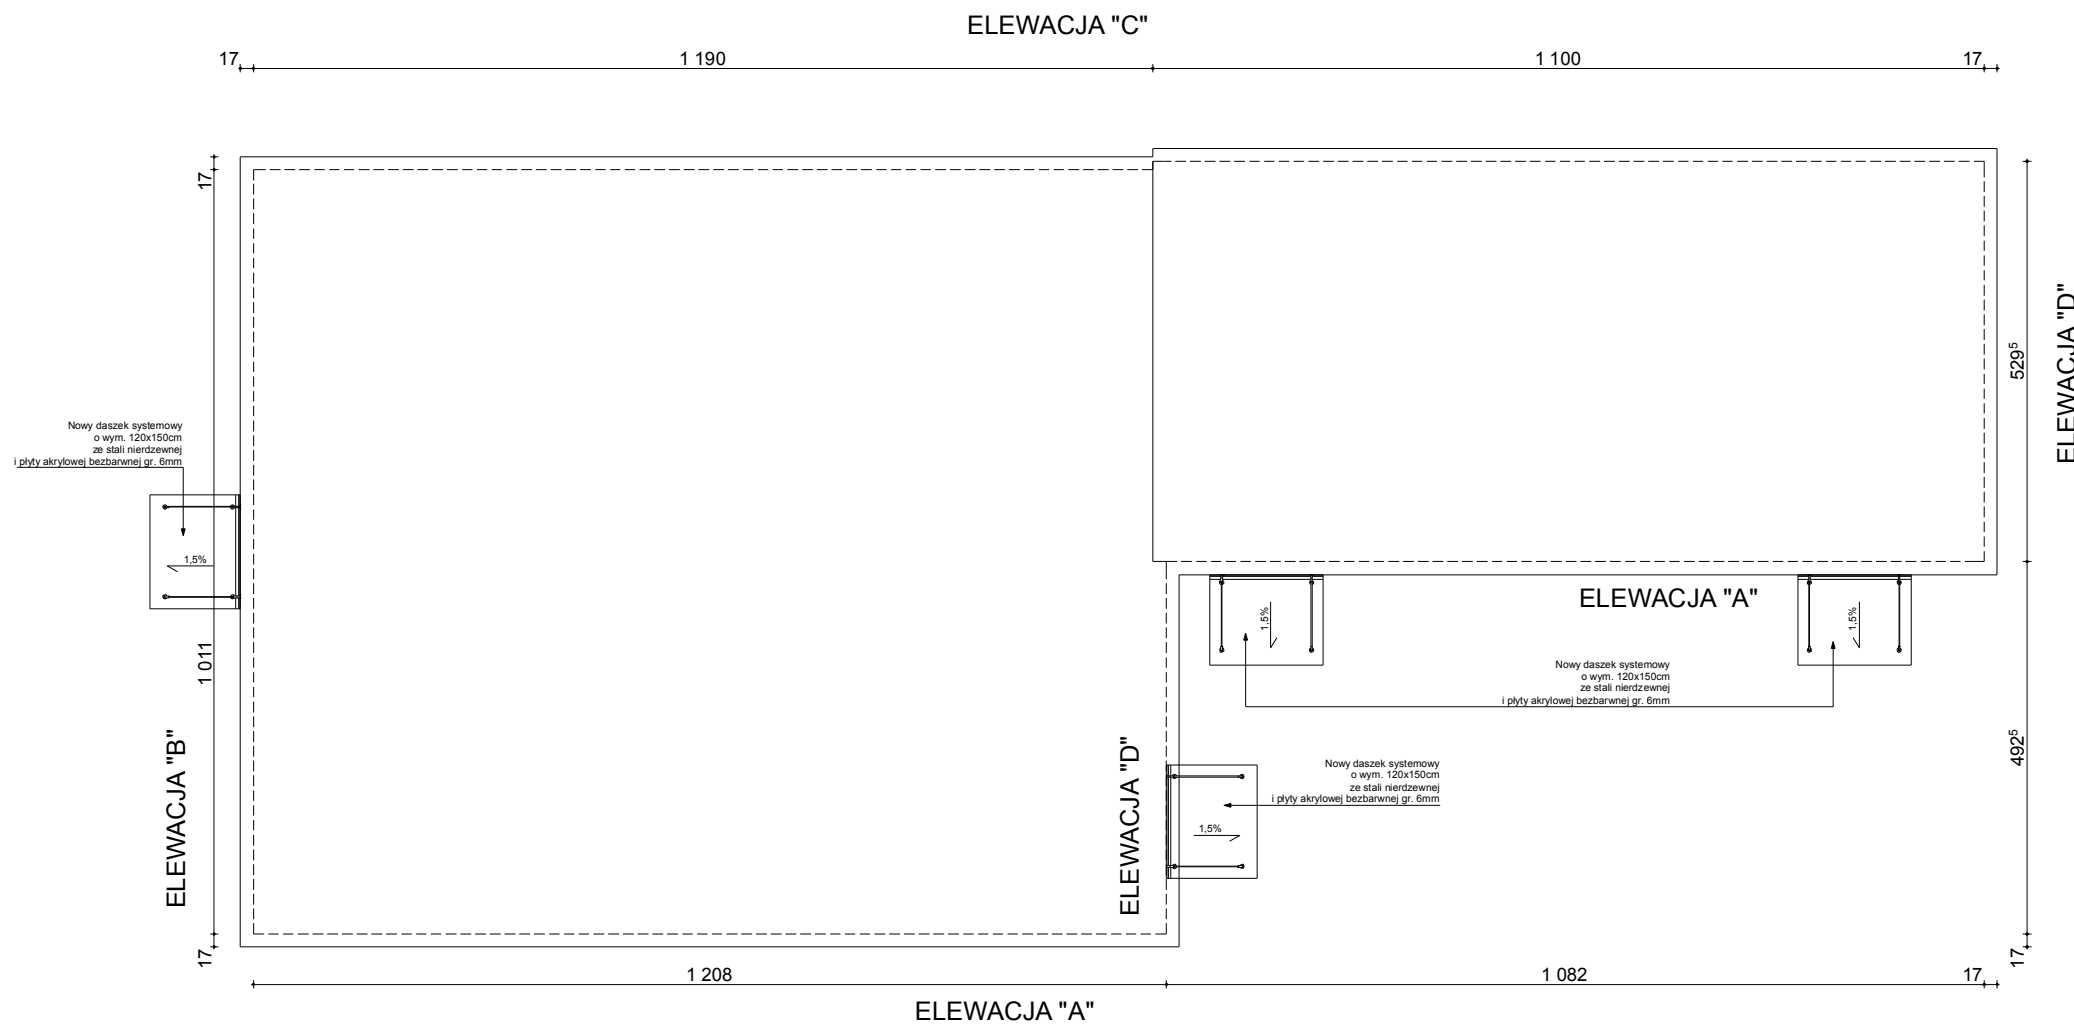 ELEWACJA "C"
17
1 190
1 100
17
17
1 011
17
529⁵
492⁵
17
ELEWACJA "D"
Nowy daszek systemowy
o wym. 120x150cm
ze stali nierdzewnej
i płyty akrylowej bezbarwnej gr. 6mm
1,5%
ELEWACJA "A"
1,5%
1,5%
Nowy daszek systemowy
o wym. 120x150cm
ze stali nierdzewnej
i płyty akrylowej bezbarwnej gr. 6mm
ELEWACJA "B"
ELEWACJA "D"
Nowy daszek systemowy
o wym. 120x150cm
ze stali nierdzewnej
i płyty akrylowej bezbarwnej gr. 6mm
1,5%
1 208
1 082
17
ELEWACJA "A"